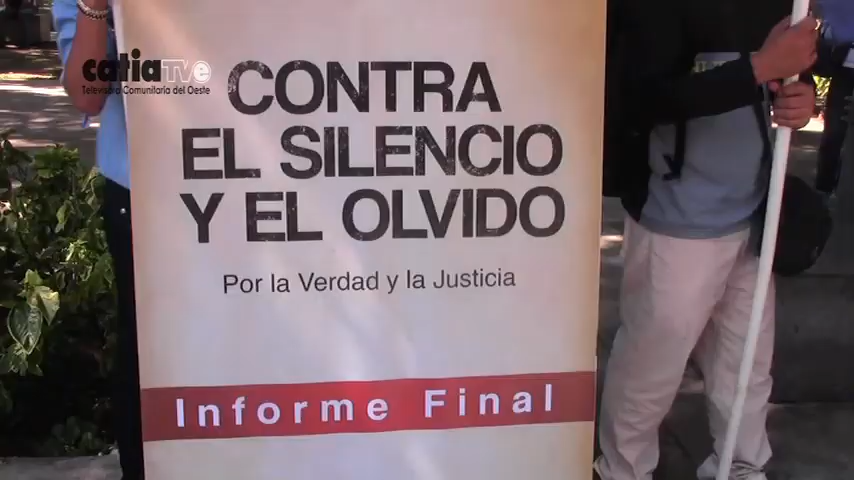 catiaTVe
Televisora Comunitaria del Oeste
CONTRA
EL SILENCIO
Y EL OLVIDO
Por la Verdad y la Justicia
Informe Final